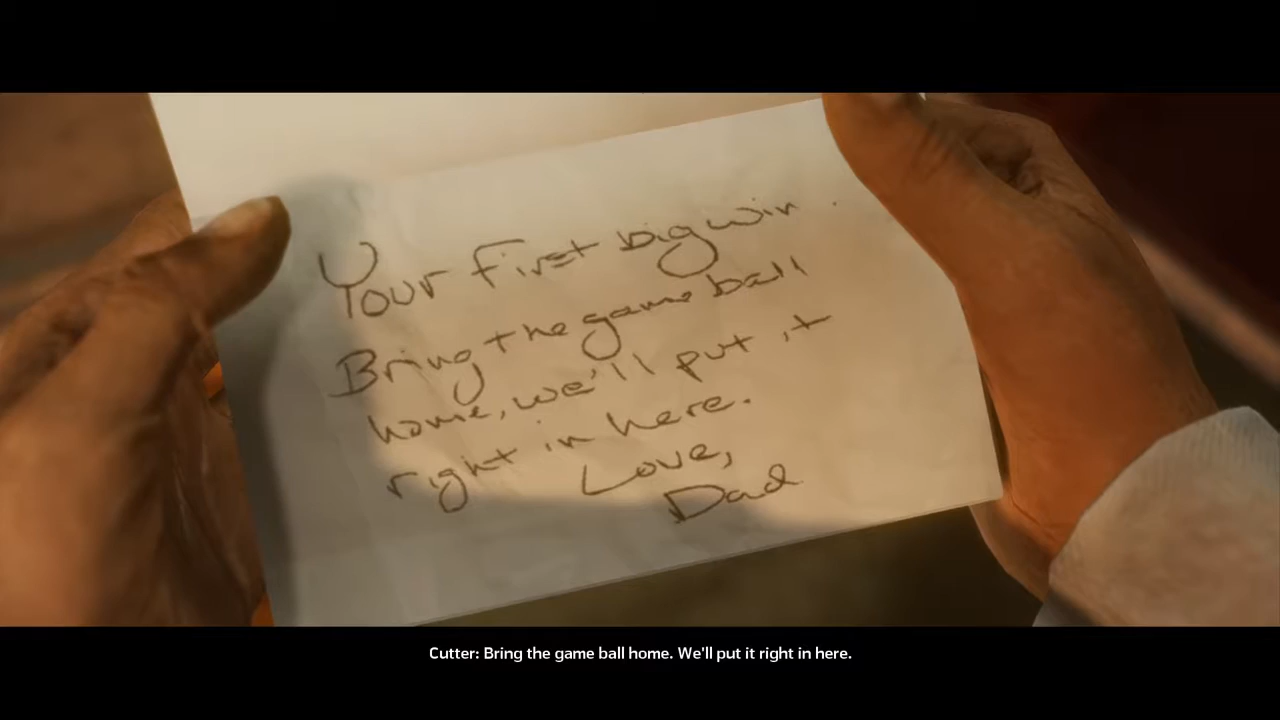 Your first big win.
Bring the game ball
home, we'll put it
right in here.
Love,
Dad
Cutter: Bring the game ball home. We'll put it right in here.